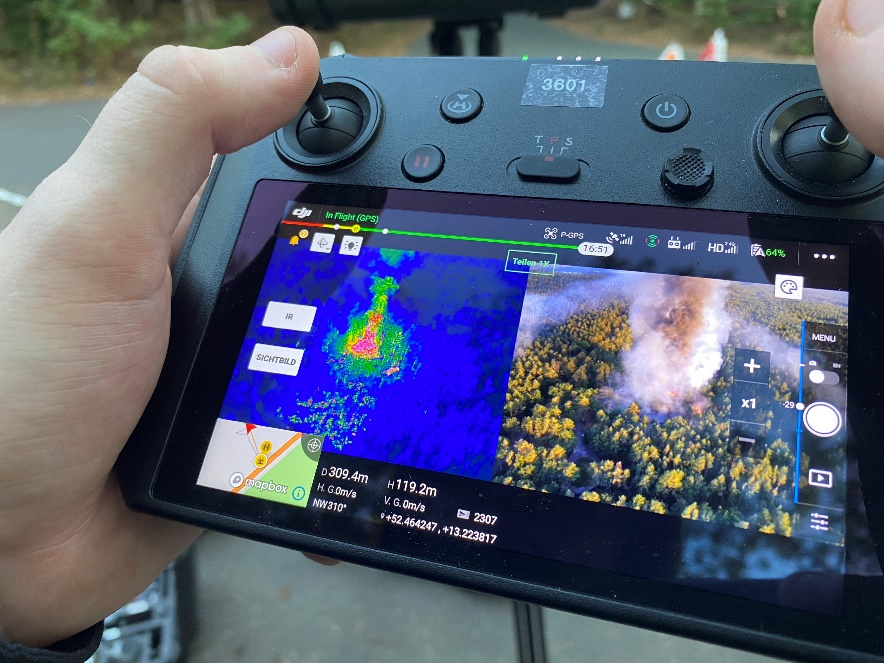 3601
T P S
dji
In Flight (GPS)
P-GPS
16:51
HD
64%
Teilen 1X
IR
SICHTBILD
MENU
+
x1
-29
mapbox
D 309.4m
H 119.2m
H. G.0m/s
V. G.0m/s
2307
NW310°
+52.464247 , +13.223817